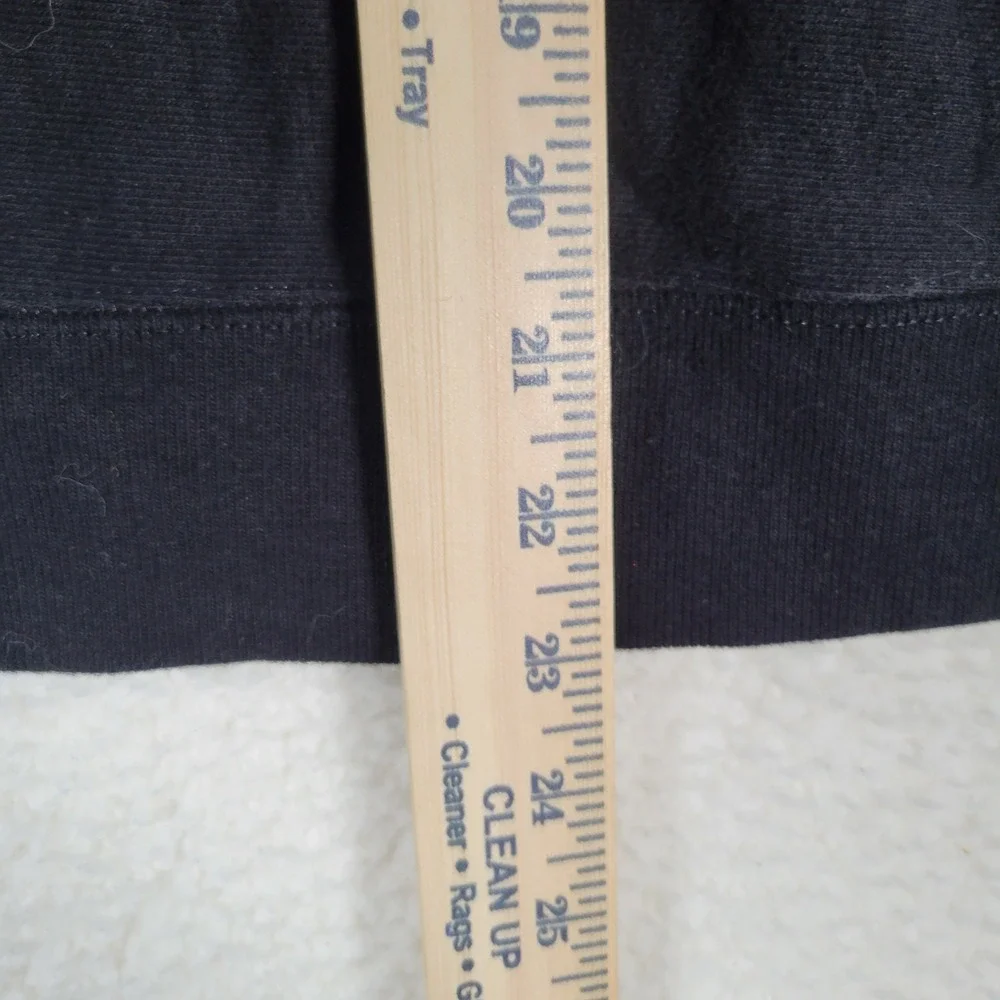 • Tray
19
20
21
22
23
24
25
CLEAN UP
• Cleaner • Rags • G